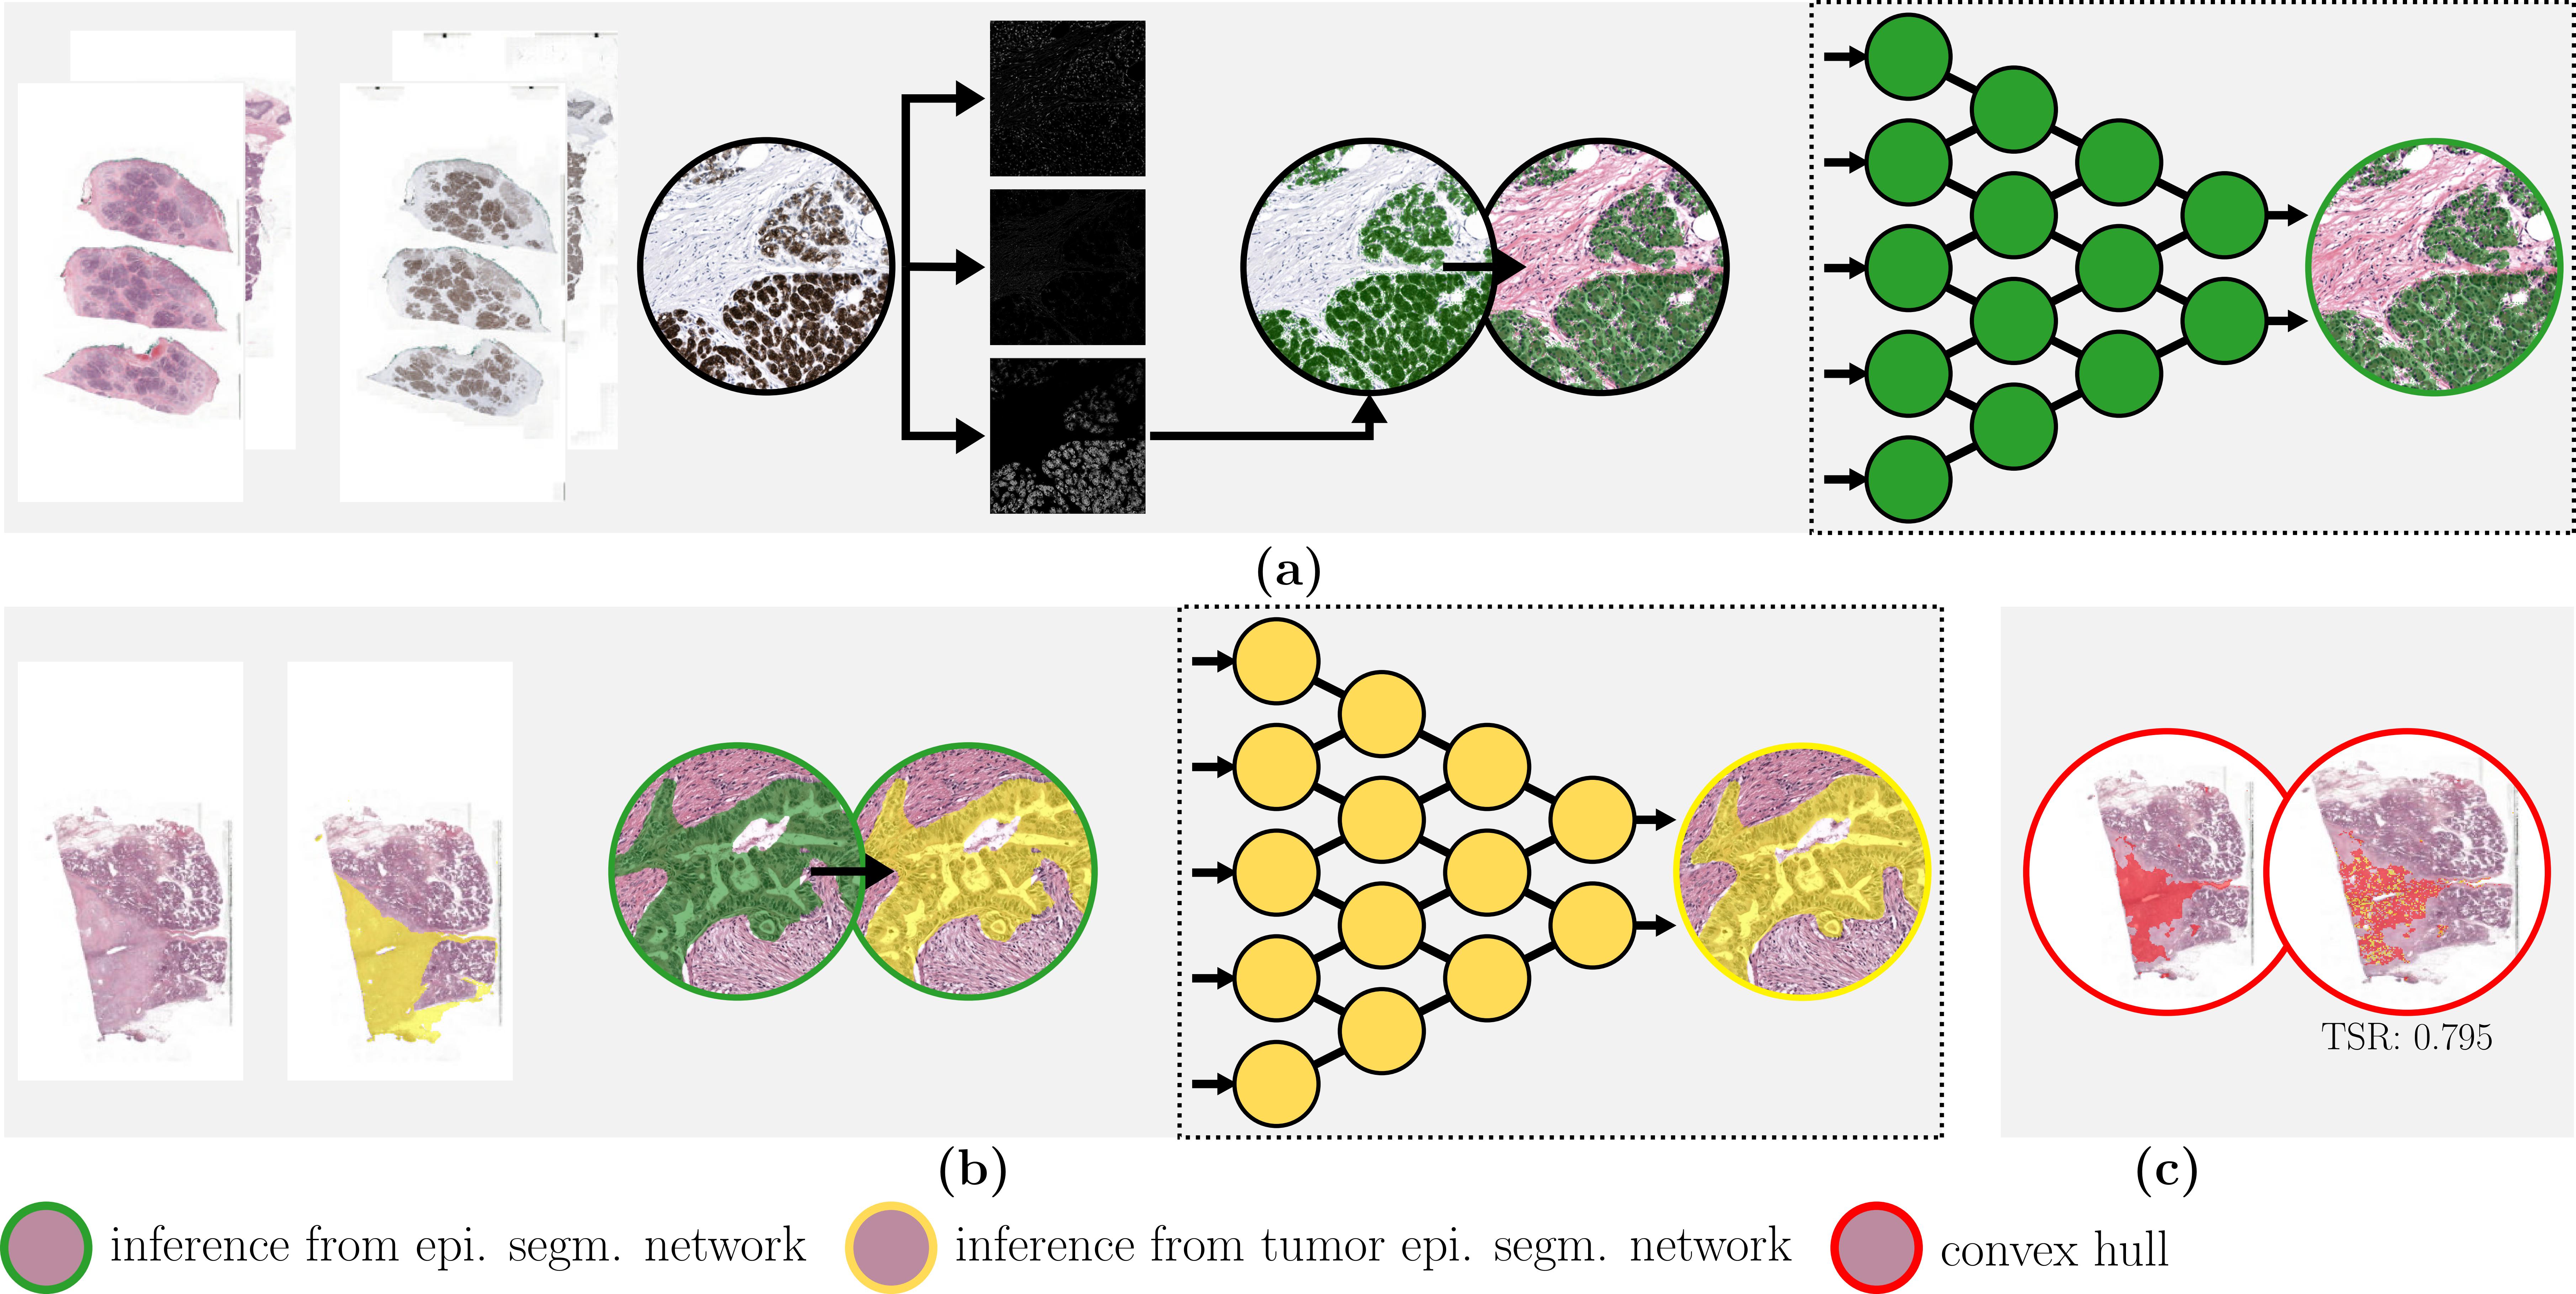 (a)
TSR: 0.795
(b)
(c)
inference from epi. segm. network
inference from tumor epi. segm. network
convex hull